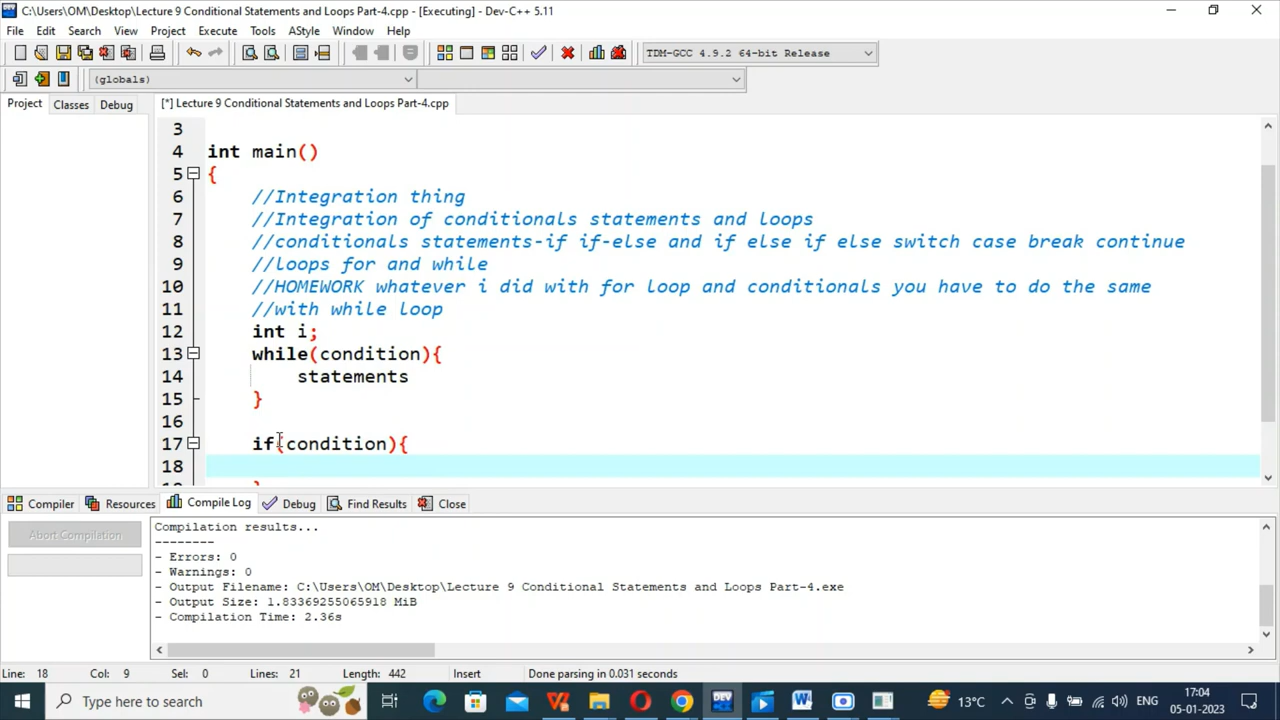 C:\Users\OM\Desktop\Lecture 9 Conditional Statements and Loops Part-4.cpp - [Executing] - Dev-C++ 5.11
File Edit Search View Project Execute Tools AStyle Window Help
TDM-GCC 4.9.2 64-bit Release
(globals)
Project Classes Debug [*] Lecture 9 Conditional Statements and Loops Part-4.cpp
3
4 int main()
5 {
6 //Integration thing
7 //Integration of conditionals statements and loops
8 //conditionals statements-if if-else and if else if else switch case break continue
9 //loops for and while
10 //HOMEWORK whatever i did with for loop and conditionals you have to do the same
11 //with while loop
12 int i;
13 while(condition){
14 statements
15 }
16
17 if(condition){
18
Compiler Resources Compile Log Debug Find Results Close
Abort Compilation
Compilation results...
--------
- Errors: 0
- Warnings: 0
- Output Filename: C:\Users\OM\Desktop\Lecture 9 Conditional Statements and Loops Part-4.exe
- Output Size: 1.83369255065918 MiB
- Compilation Time: 2.36s
Line: 18 Col: 9 Sel: 0 Lines: 21 Length: 442 Insert Done parsing in 0.031 seconds
Type here to search
DEV
13°C
ENG
17:04
05-01-2023